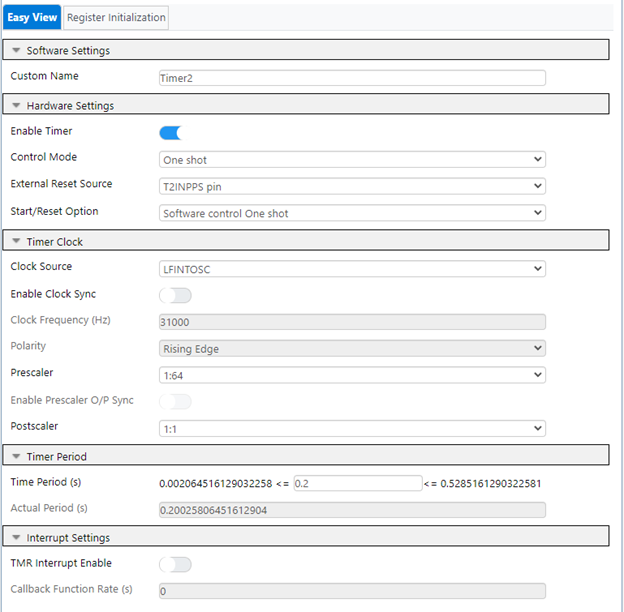 Easy View Register Initialization
Software Settings
Custom Name Timer2
Hardware Settings
Enable Timer
Control Mode One shot
External Reset Source T2INPPS pin
Start/Reset Option Software control One shot
Timer Clock
Clock Source LFINTOSC
Enable Clock Sync
Clock Frequency (Hz) 31000
Polarity Rising Edge
Prescaler 1:64
Enable Prescaler O/P Sync
Postscaler 1:1
Timer Period
Time Period (s) 0.002064516129032258 <= 0.2 <= 0.5285161290322581
Actual Period (s) 0.20025806451612904
Interrupt Settings
TMR Interrupt Enable
Callback Function Rate (s) 0